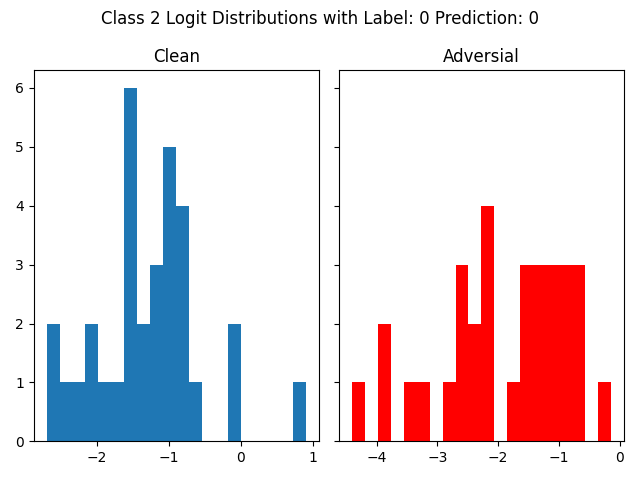 Class 2 Logit Distributions with Label: 0 Prediction: 0
Clean
Adversial
6
5
4
3
2
1
0
−2 −1 0 1
−4 −3 −2 −1 0